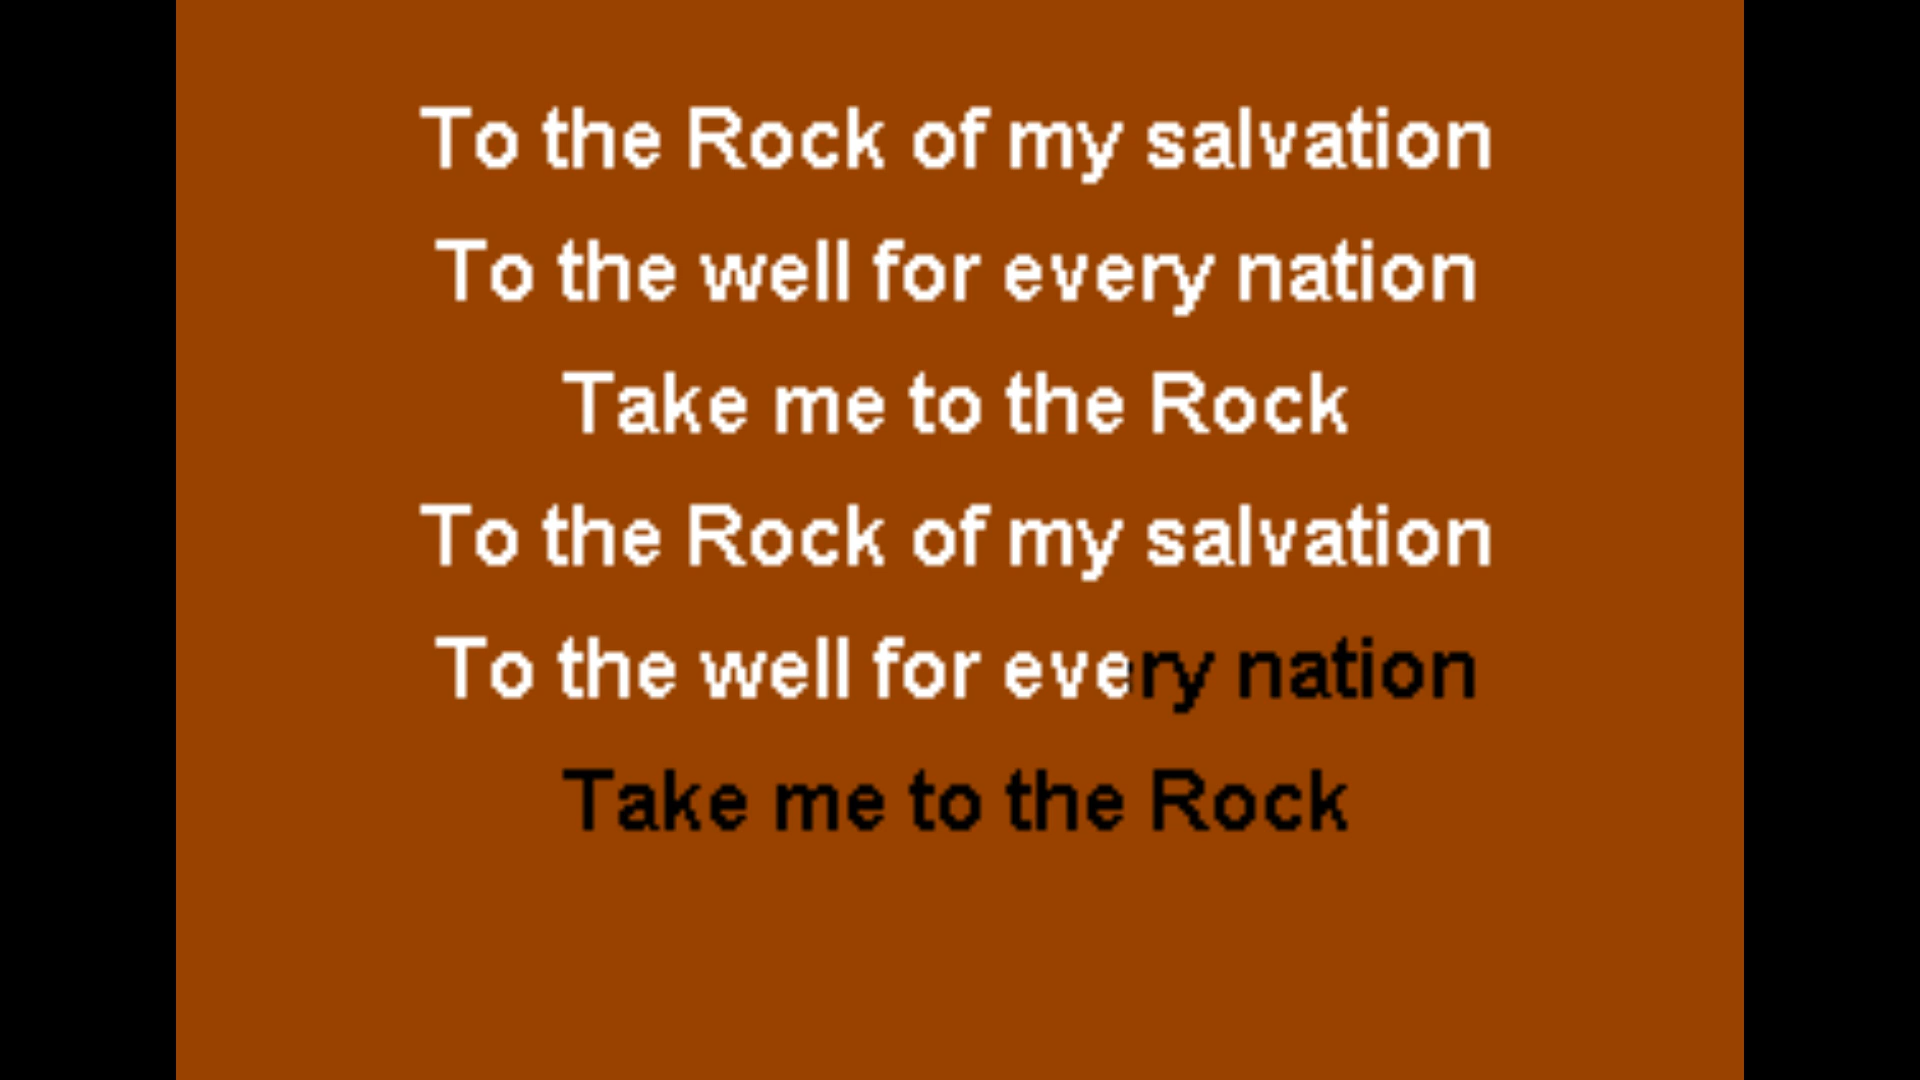 To the Rock of my salvation
To the well for every nation
Take me to the Rock
To the Rock of my salvation
To the well for every nation
Take me to the Rock